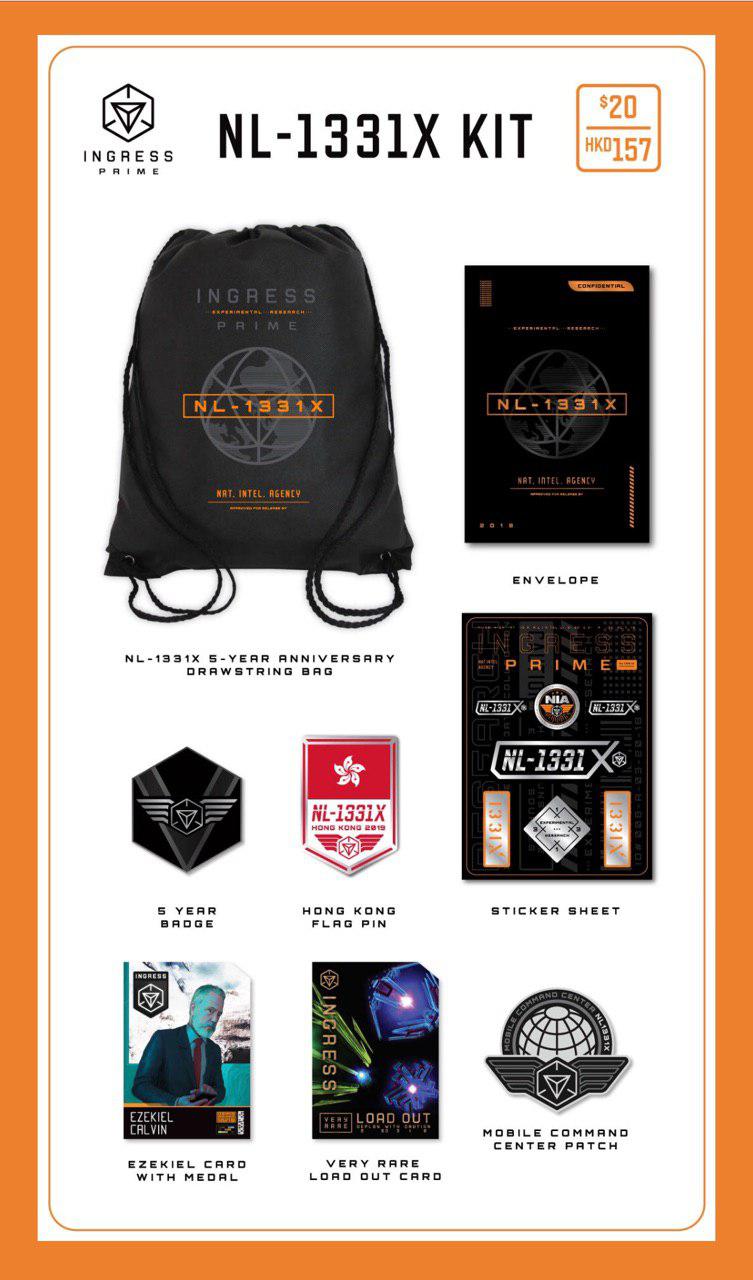 INGRESS
PRIME
NL-1331X KIT
$20
HKD157
INGRESS
EXPERIMENTAL RESEARCH
PRIME
NL-1331X
NAT. INTEL. AGENCY
APPROVED FOR RELEASE BY
NL-1331X 5-YEAR ANNIVERSARY
DRAWSTRING BAG
CONFIDENTIAL
EXPERIMENTAL RESEARCH
NL-1331X
NAT. INTEL. AGENCY
APPROVED FOR RELEASE BY
2018
ENVELOPE
INGRESS
NAT.INTEL.
AGENCY
PRIME
NL-1331X
NIA
NL-1331X
NL-1331X
1331X
EXPERIMENTAL
RESEARCH
1331X
STICKER SHEET
5 YEAR
BADGE
NL-1331X
HONG KONG 2019
HONG KONG
FLAG PIN
INGRESS
EZEKIEL
CALVIN
EZEKIEL CARD
WITH MEDAL
INGRESS
VERY
RARE
LOAD OUT
DEPLOY WITH CAUTION
VERY RARE
LOAD OUT CARD
MOBILE COMMAND CENTER NL1331X
MOBILE COMMAND
CENTER PATCH